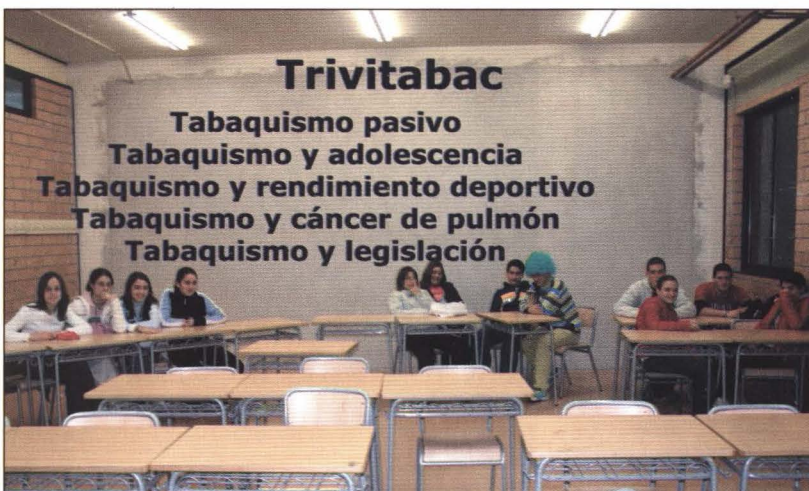 Trivitabac
Tabaquismo pasivo
Tabaquismo y adolescencia
Tabaquismo y rendimiento deportivo
Tabaquismo y cáncer de pulmón
Tabaquismo y legislación